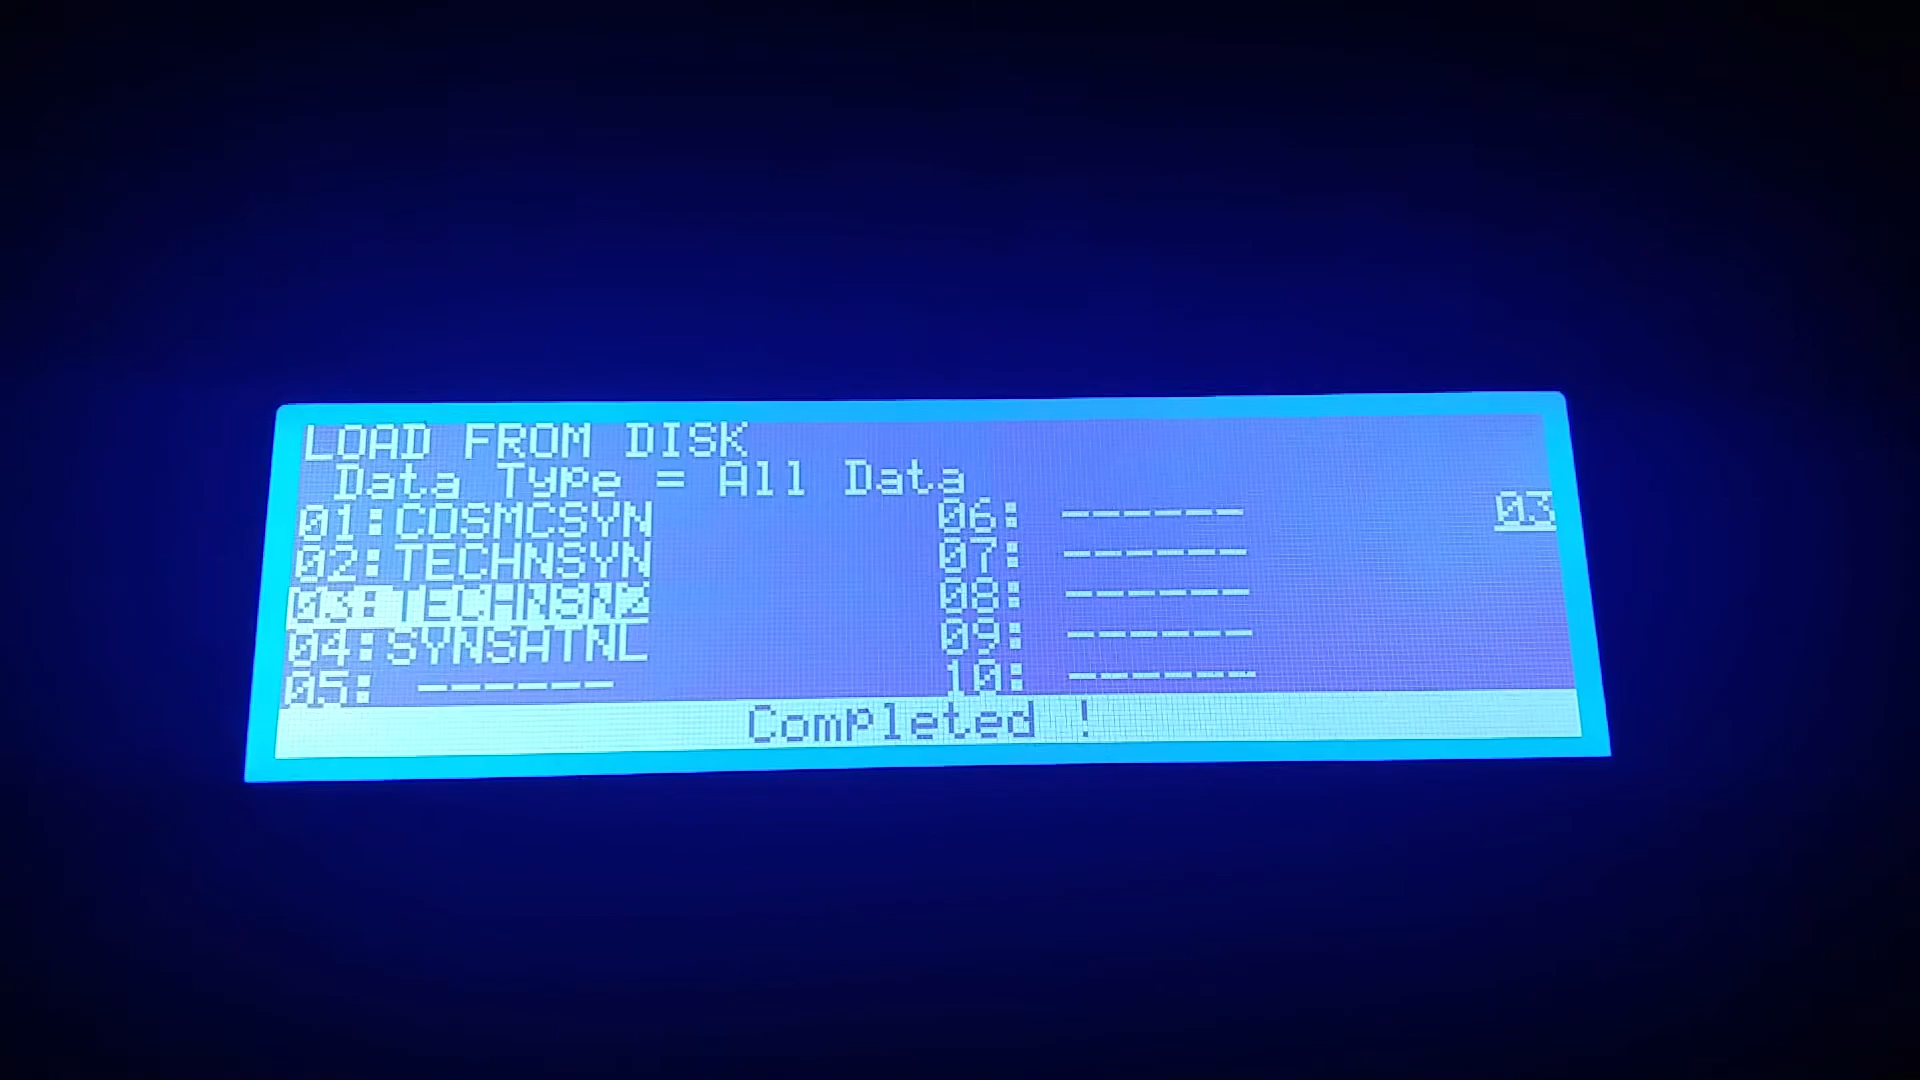 LOAD FROM DISK
Data Type = All Data
01:COSMCSYN 06: ------ 03
02:TECHNSYN 07: ------
03:TECHNSN2 08: ------
04:SYNSATNL 09: ------
05: ------ 10: ------
Completed !